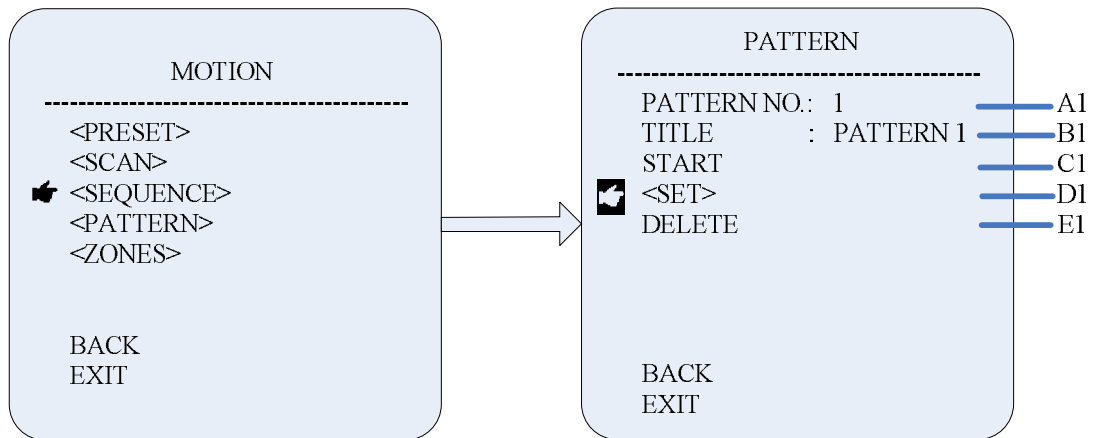 MOTION
<PRESET>
<SCAN>
<SEQUENCE>
<PATTERN>
<ZONES>
BACK
EXIT
PATTERN
PATTERN NO.: 1 A1
TITLE : PATTERN 1 B1
START C1
<SET> D1
DELETE E1
BACK
EXIT